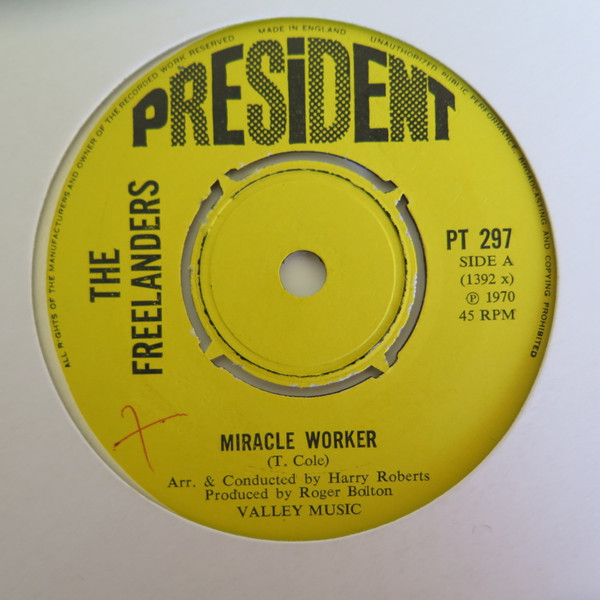 ALL RIGHTS OF THE MANUFACTURERS AND OWNER OF THE RECORDED WORK RESERVED
MADE IN ENGLAND
UNAUTHORIZED PUBLIC PERFORMANCE, BROADCASTING AND COPYING PROHIBITED
PRESiDENT
THE
FREELANDERS
PT 297
SIDE A
(1392 x)
℗ 1970
45 RPM
MIRACLE WORKER
(T. Cole)
Arr. & Conducted by Harry Roberts
Produced by Roger Bolton
VALLEY MUSIC